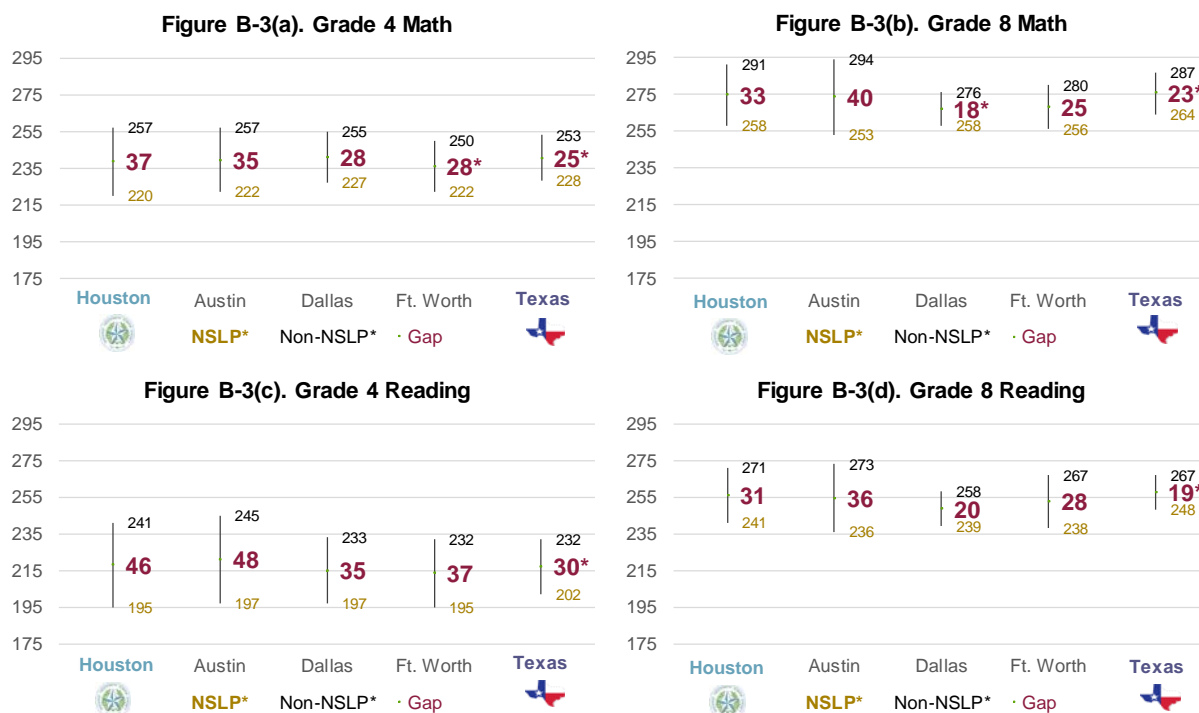 Figure B-3(a). Grade 4 Math
295
275
255
235
215
195
175
257
37
220
257
35
222
255
28
227
250
28*
222
253
25*
228
Houston
Austin
Dallas
Ft. Worth
Texas
NSLP*
Non-NSLP*
Gap
Figure B-3(b). Grade 8 Math
295
275
255
235
215
195
175
291
33
258
294
40
253
276
18*
258
280
25
256
287
23*
264
Houston
Austin
Dallas
Ft. Worth
Texas
NSLP*
Non-NSLP*
Gap
Figure B-3(c). Grade 4 Reading
295
275
255
235
215
195
175
241
46
195
245
48
197
233
35
197
232
37
195
232
30*
202
Houston
Austin
Dallas
Ft. Worth
Texas
NSLP*
Non-NSLP*
Gap
Figure B-3(d). Grade 8 Reading
295
275
255
235
215
195
175
271
31
241
273
36
236
258
20
239
267
28
238
267
19*
248
Houston
Austin
Dallas
Ft. Worth
Texas
NSLP*
Non-NSLP*
Gap